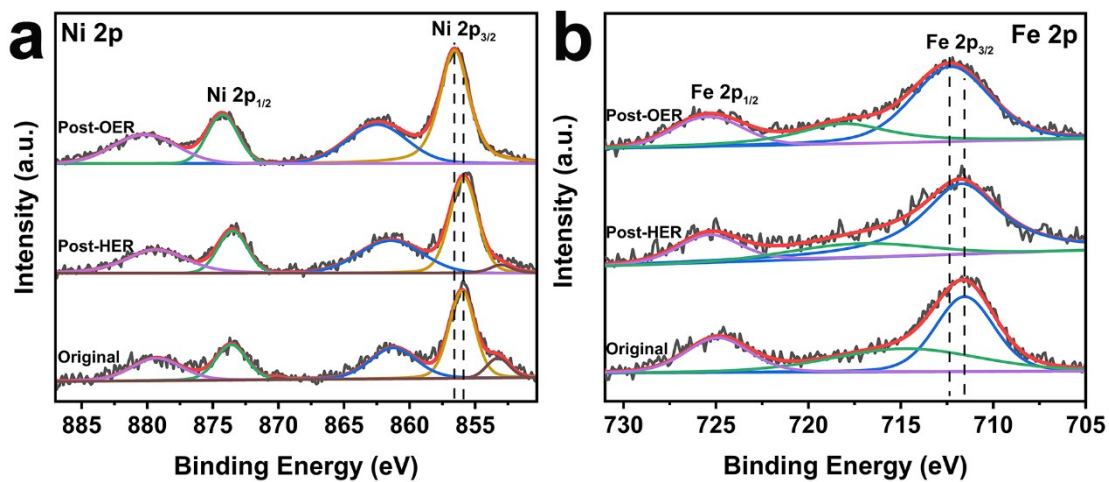 a
Ni 2p
Ni 2p3/2
Ni 2p1/2
Post-OER
Post-HER
Original
Intensity (a.u.)
885 880 875 870 865 860 855
Binding Energy (eV)
b
Fe 2p
Fe 2p3/2
Fe 2p1/2
Post-OER
Post-HER
Original
Intensity (a.u.)
730 725 720 715 710 705
Binding Energy (eV)